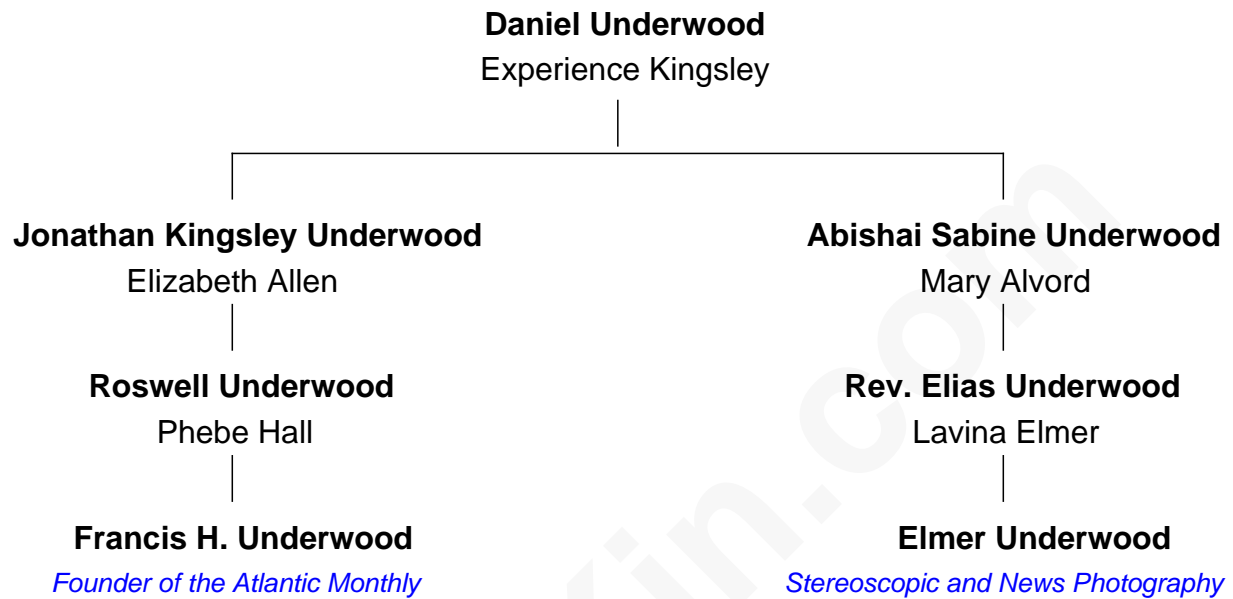 Daniel Underwood
Experience Kingsley
Jonathan Kingsley Underwood
Elizabeth Allen
Abishai Sabine Underwood
Mary Alvord
Roswell Underwood
Phebe Hall
Rev. Elias Underwood
Lavina Elmer
Francis H. Underwood
Founder of the Atlantic Monthly
Elmer Underwood
Stereoscopic and News Photography